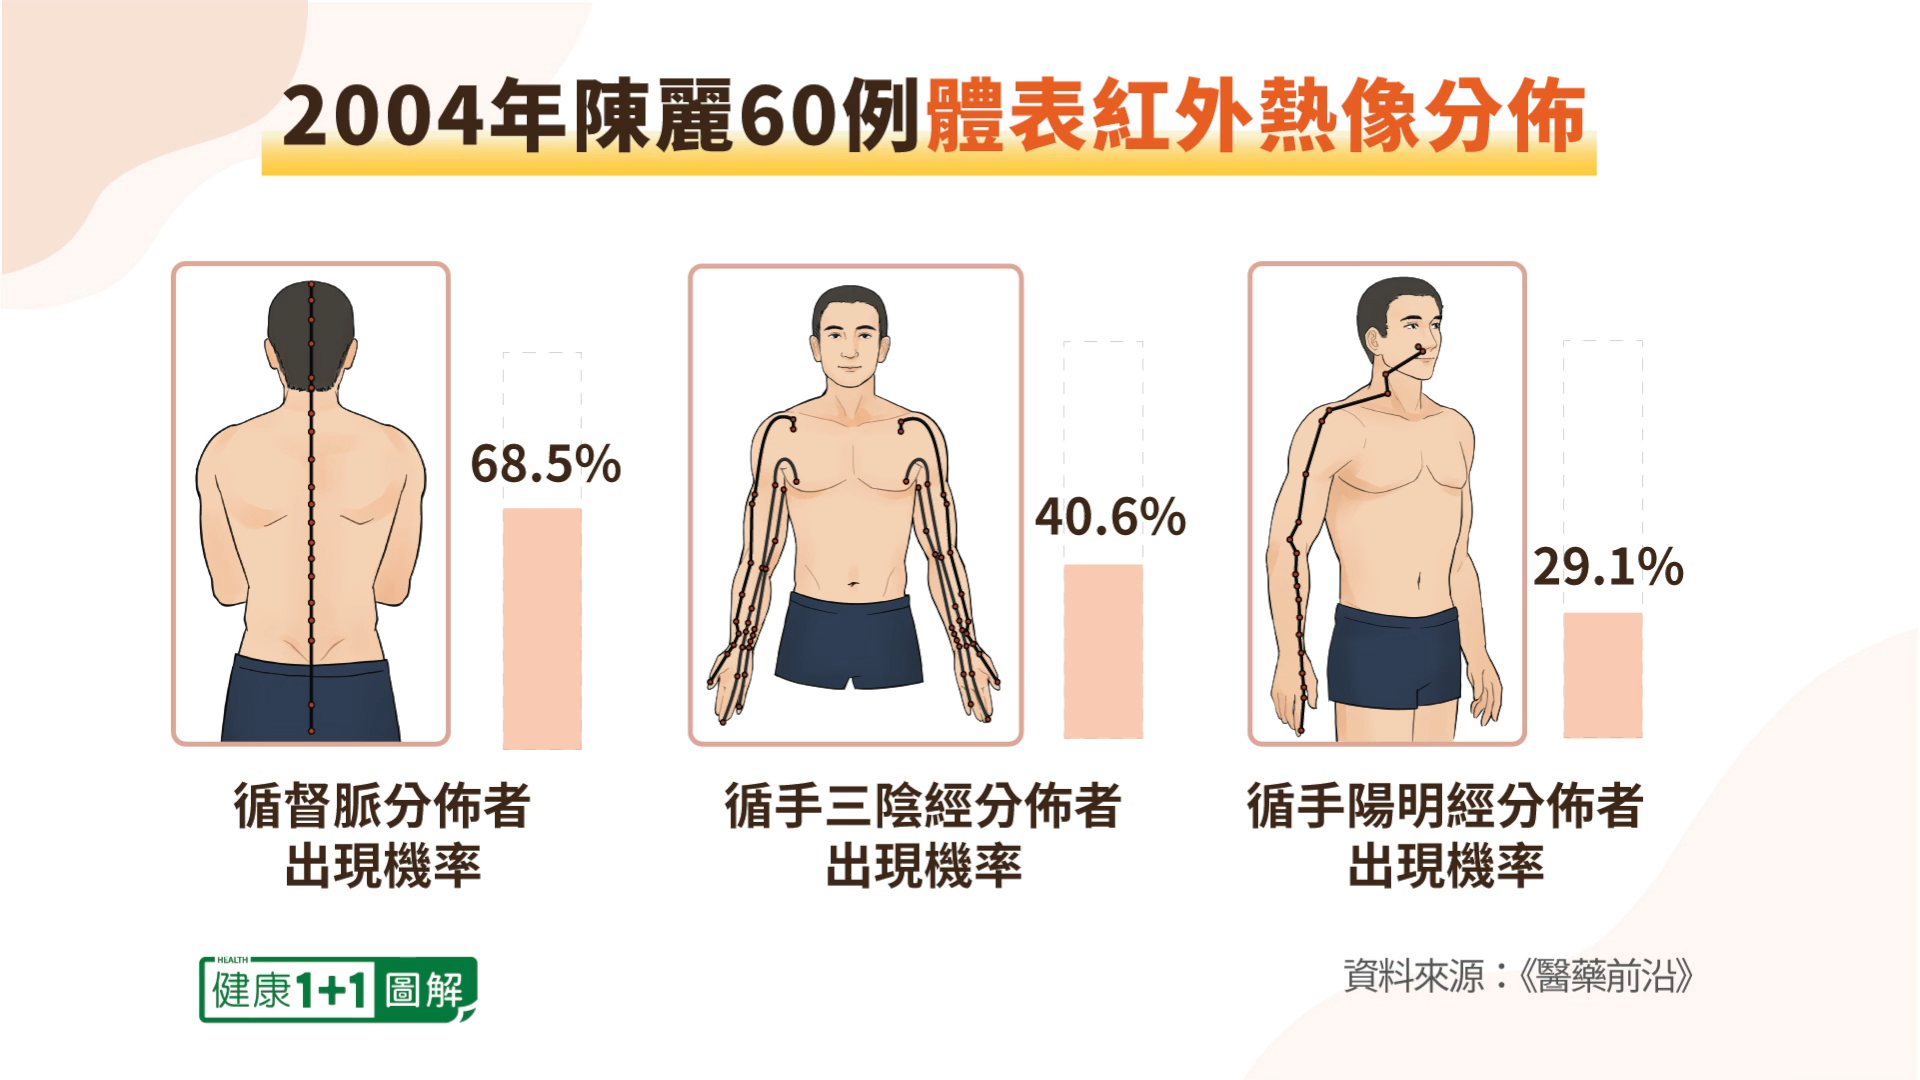 2004年陳麗60例體表紅外熱像分佈
68.5%
40.6%
29.1%
循督脈分佈者
出現機率
循手三陰經分佈者
出現機率
循手陽明經分佈者
出現機率
HEALTH
健康1+1圖解
資料來源：《醫藥前沿》